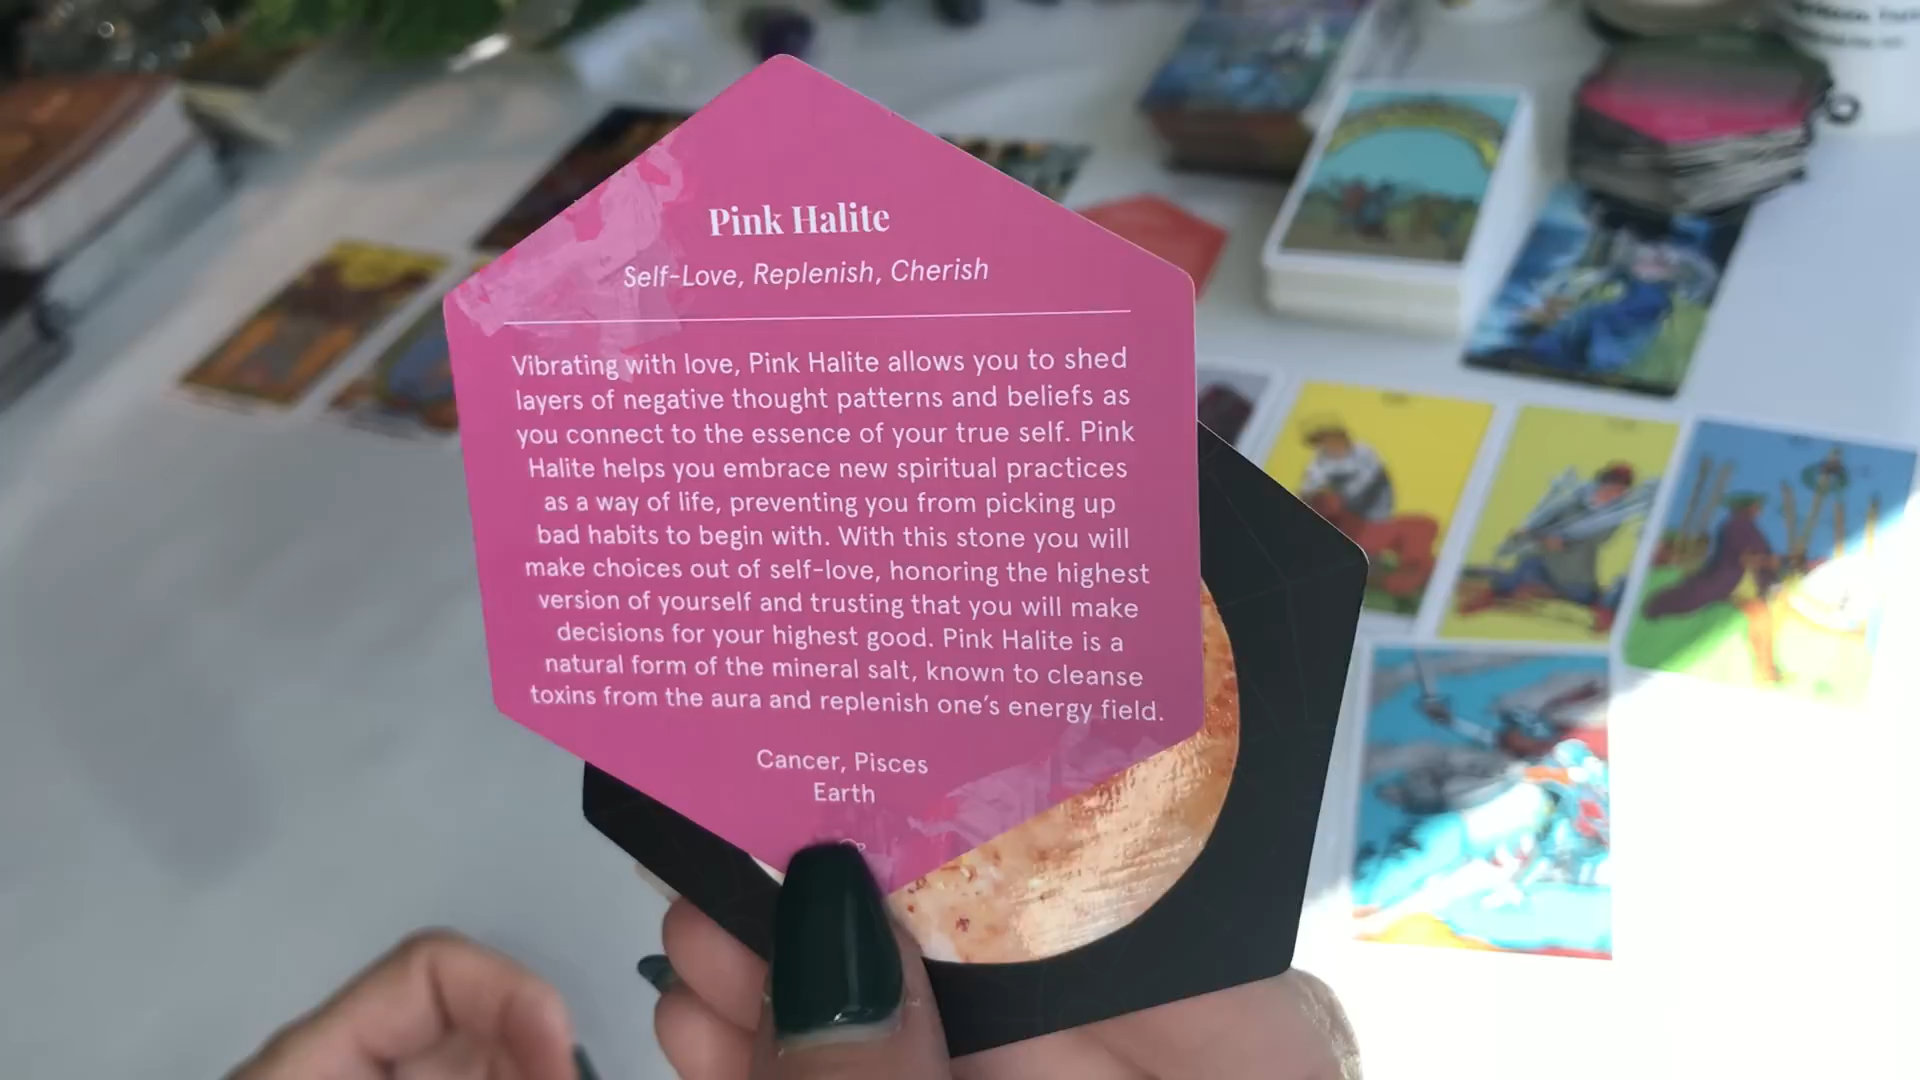 Pink Halite
Self-Love, Replenish, Cherish
Vibrating with love, Pink Halite allows you to shed
layers of negative thought patterns and beliefs as
you connect to the essence of your true self. Pink
Halite helps you embrace new spiritual practices
as a way of life, preventing you from picking up
bad habits to begin with. With this stone you will
make choices out of self-love, honoring the highest
version of yourself and trusting that you will make
decisions for your highest good. Pink Halite is a
natural form of the mineral salt, known to cleanse
toxins from the aura and replenish one's energy field.
Cancer, Pisces
Earth